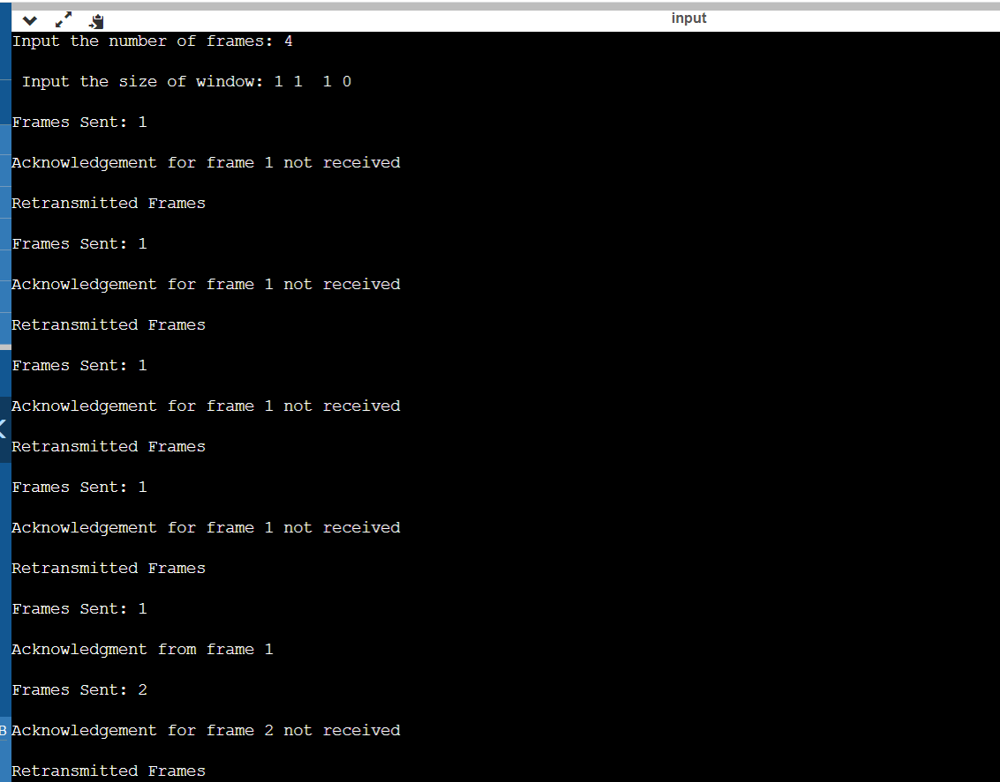 input
Input the number of frames: 4
Input the size of window: 1 1  1 0
Frames Sent: 1
Acknowledgement for frame 1 not received
Retransmitted Frames
Frames Sent: 1
Acknowledgement for frame 1 not received
Retransmitted Frames
Frames Sent: 1
Acknowledgement for frame 1 not received
Retransmitted Frames
Frames Sent: 1
Acknowledgement for frame 1 not received
Retransmitted Frames
Frames Sent: 1
Acknowledgment from frame 1
Frames Sent: 2
B
Acknowledgement for frame 2 not received
Retransmitted Frames